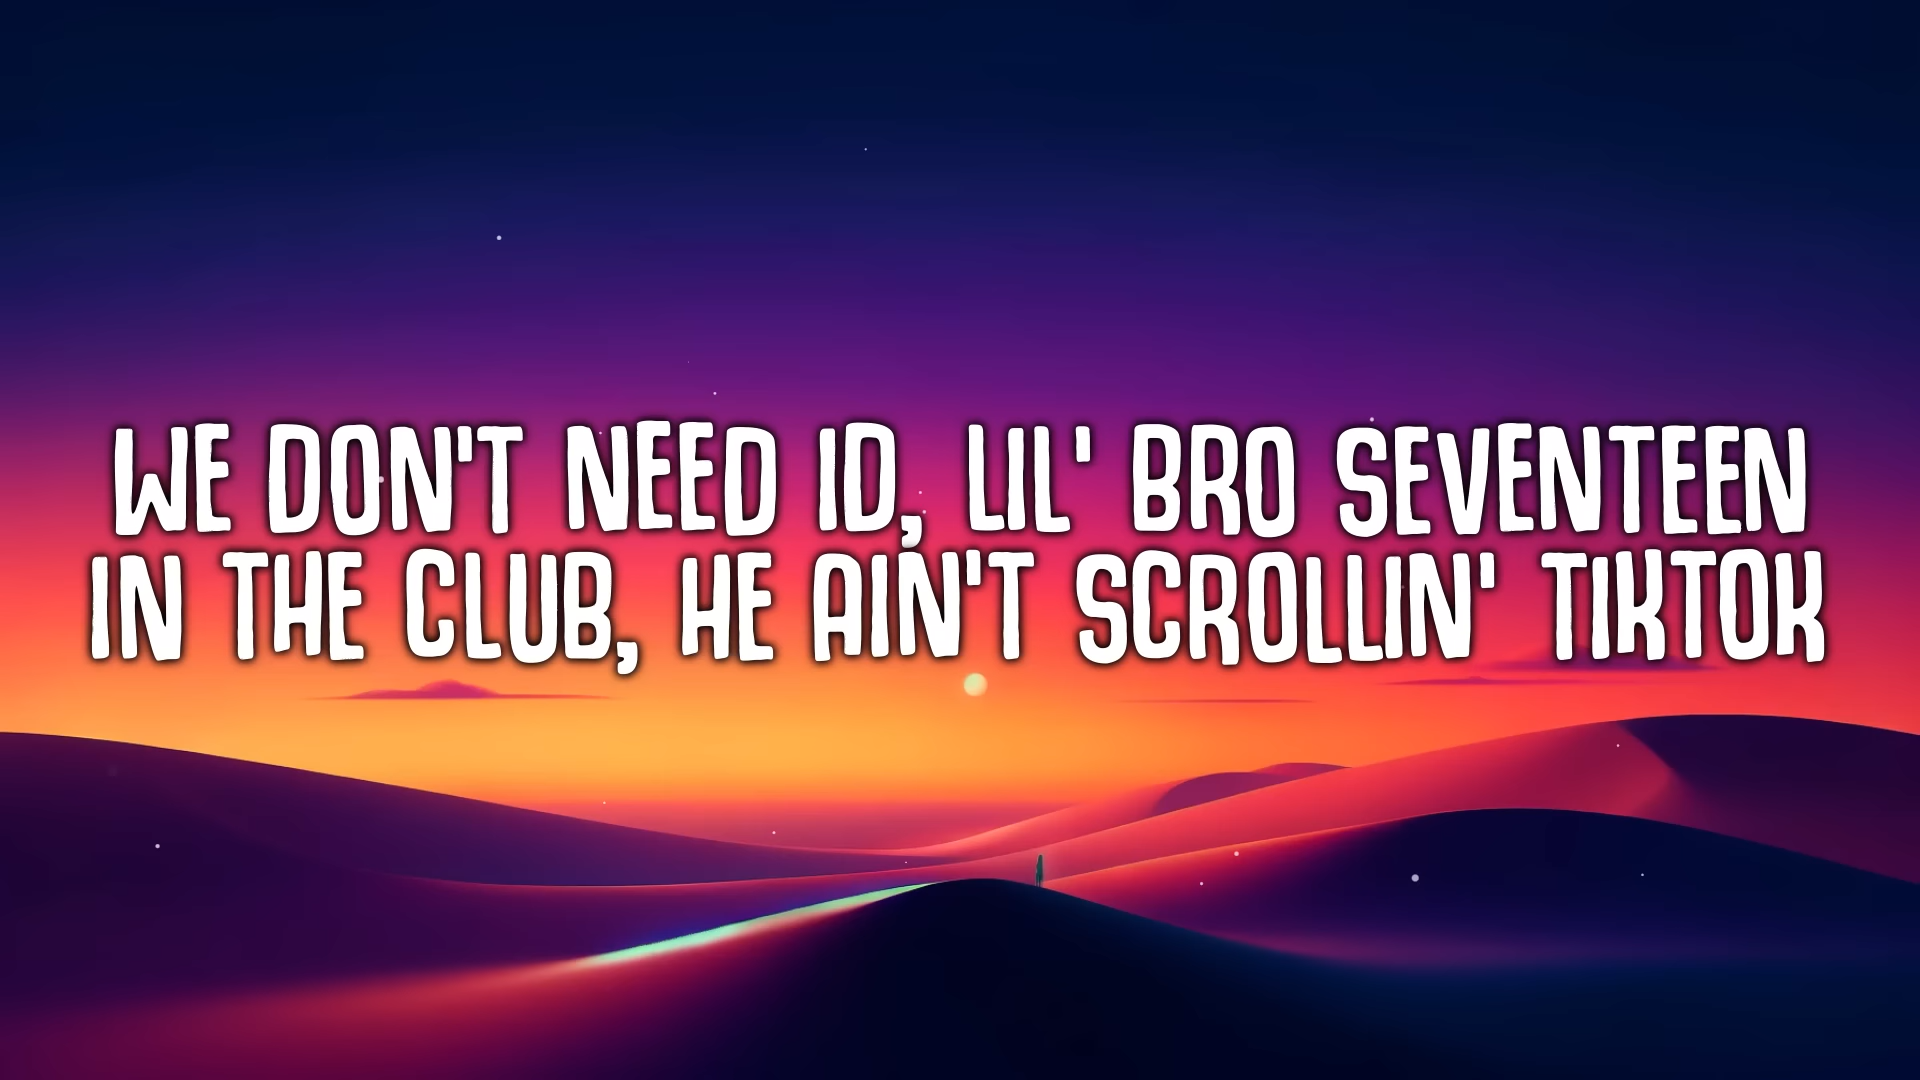 WE DON'T NEED ID, LIL' BRO SEVENTEEN
IN THE CLUB, HE AIN'T SCROLLIN' TIKTOK